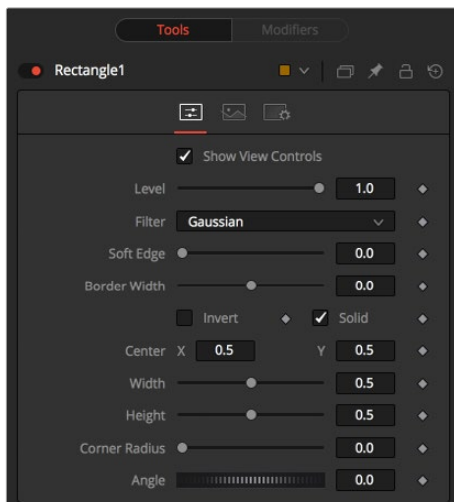 Tools Modifiers
Rectangle1
Show View Controls
Level 1.0
Filter Gaussian
Soft Edge 0.0
Border Width 0.0
Invert Solid
Center X 0.5 Y 0.5
Width 0.5
Height 0.5
Corner Radius 0.0
Angle 0.0